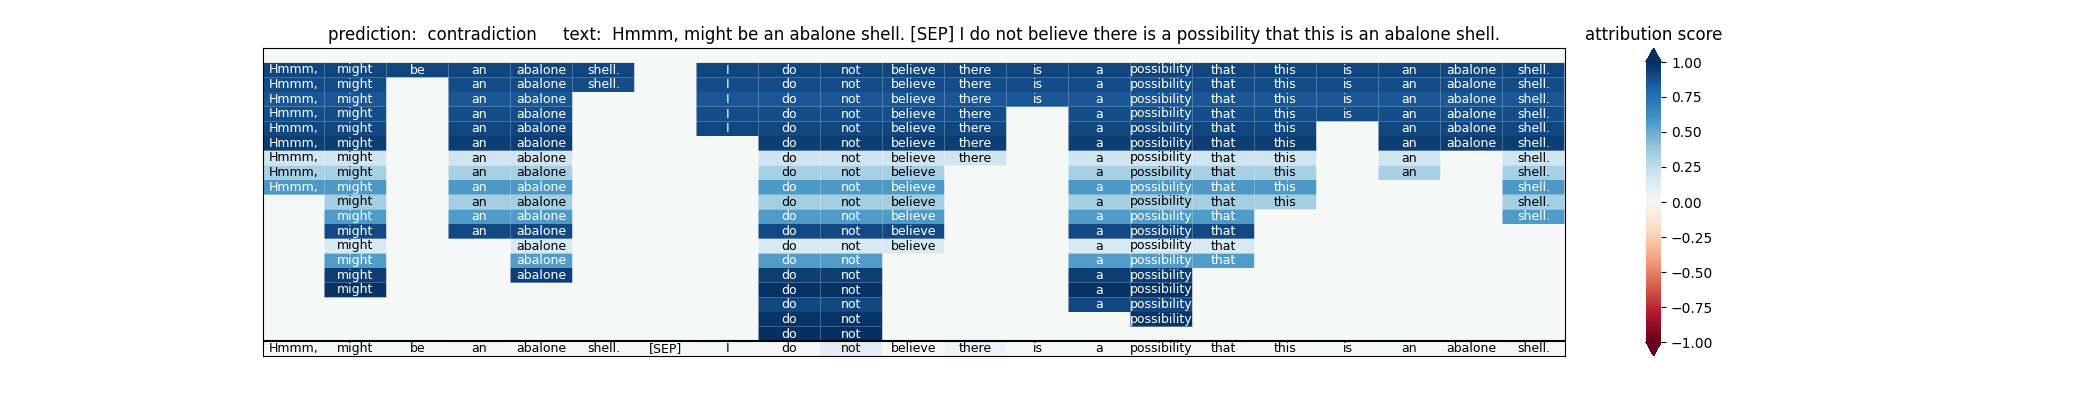 prediction:  contradiction     text:  Hmmm, might be an abalone shell. [SEP] I do not believe there is a possibility that this is an abalone shell.
attribution score
Hmmm, might be an abalone shell. I do not believe there is a possibility that this is an abalone shell.
Hmmm, might an abalone shell. I do not believe there is a possibility that this is an abalone shell.
Hmmm, might an abalone I do not believe there is a possibility that this is an abalone shell.
Hmmm, might an abalone I do not believe there a possibility that this is an abalone shell.
Hmmm, might an abalone I do not believe there a possibility that this an abalone shell.
Hmmm, might an abalone do not believe there a possibility that this an abalone shell.
Hmmm, might an abalone do not believe there a possibility that this an shell.
Hmmm, might an abalone do not believe a possibility that this an shell.
Hmmm, might an abalone do not believe a possibility that this shell.
might an abalone do not believe a possibility that this shell.
might an abalone do not believe a possibility that shell.
might an abalone do not believe a possibility that
might abalone do not believe a possibility that
might abalone do not a possibility that
might abalone do not a possibility
might do not a possibility
do not a possibility
do not possibility
do not
Hmmm, might be an abalone shell. [SEP] I do not believe there is a possibility that this is an abalone shell.
1.00
0.75
0.50
0.25
0.00
−0.25
−0.50
−0.75
−1.00